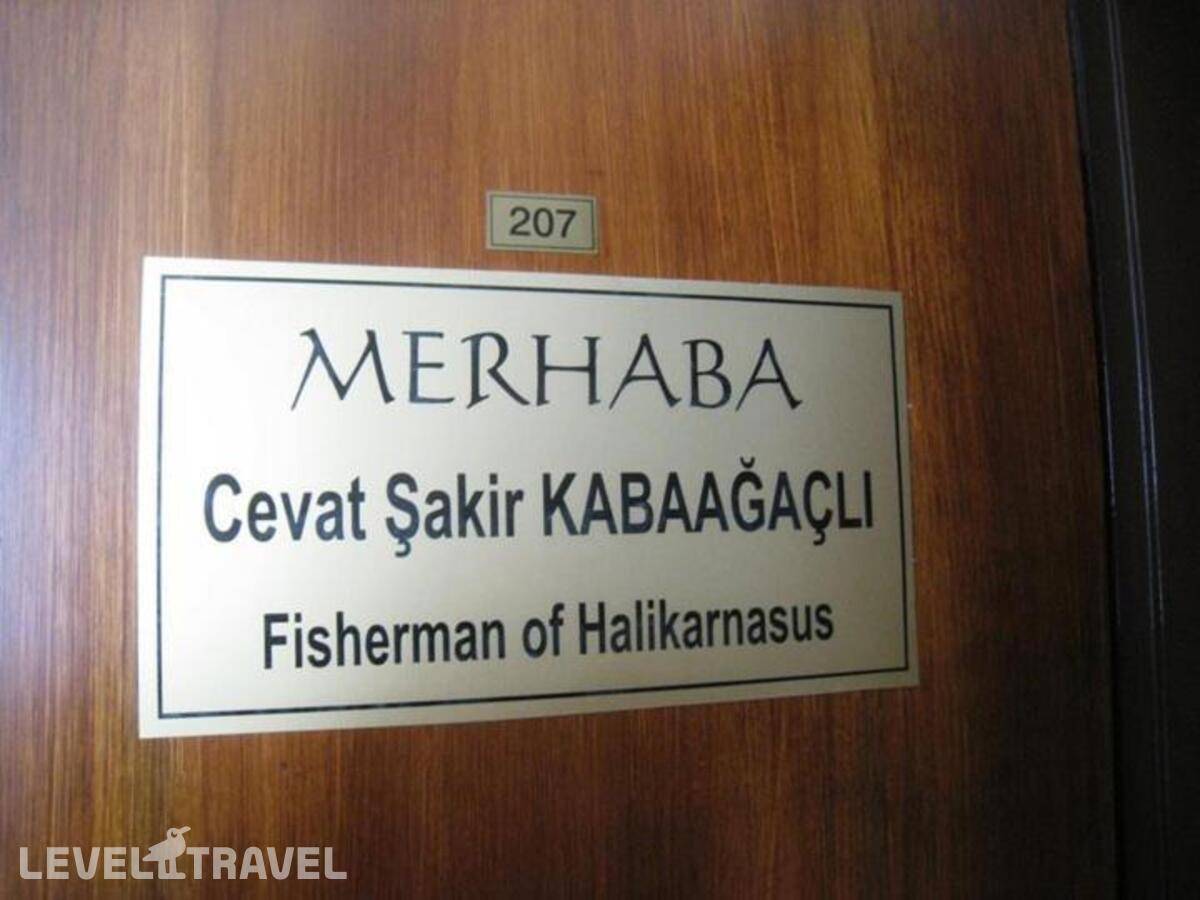 207
MERHABA
Cevat Şakir KABAAĞAÇLI
Fisherman of Halikarnasus
LEVEL TRAVEL